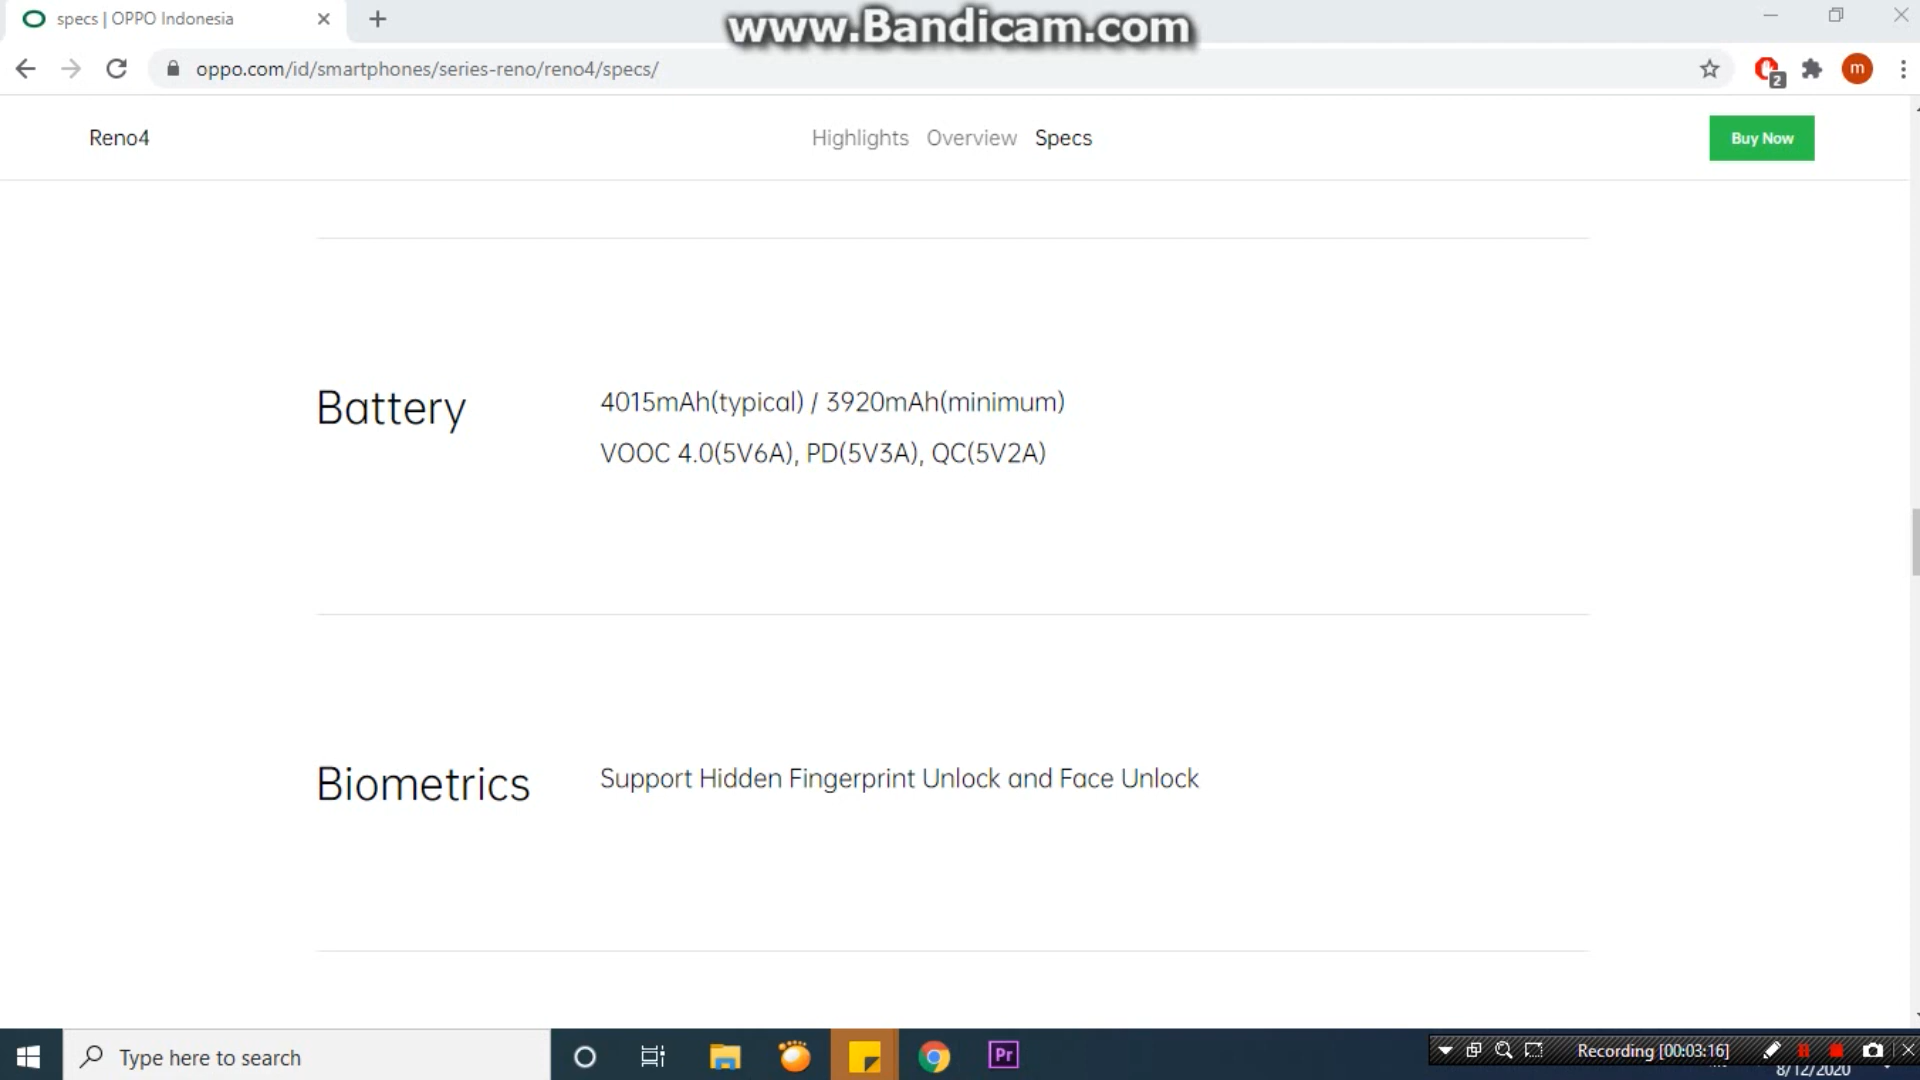 specs | OPPO Indonesia
www.Bandicam.com
oppo.com/id/smartphones/series-reno/reno4/specs/
2
m
Reno4
Highlights
Overview
Specs
Buy Now
Battery
4015mAh(typical) / 3920mAh(minimum)
VOOC 4.0(5V6A), PD(5V3A), QC(5V2A)
Biometrics
Support Hidden Fingerprint Unlock and Face Unlock
Type here to search
Pr
Recording [00:03:16]
8/12/2020